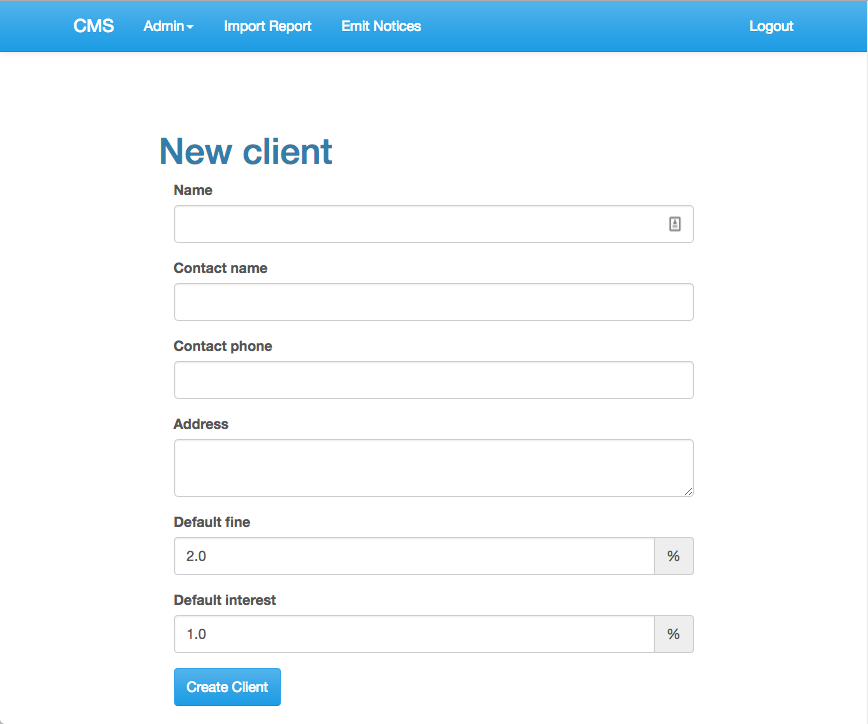 CMS Admin Import Report Emit Notices Logout
New client
Name
Contact name
Contact phone
Address
Default fine
2.0 %
Default interest
1.0 %
Create Client